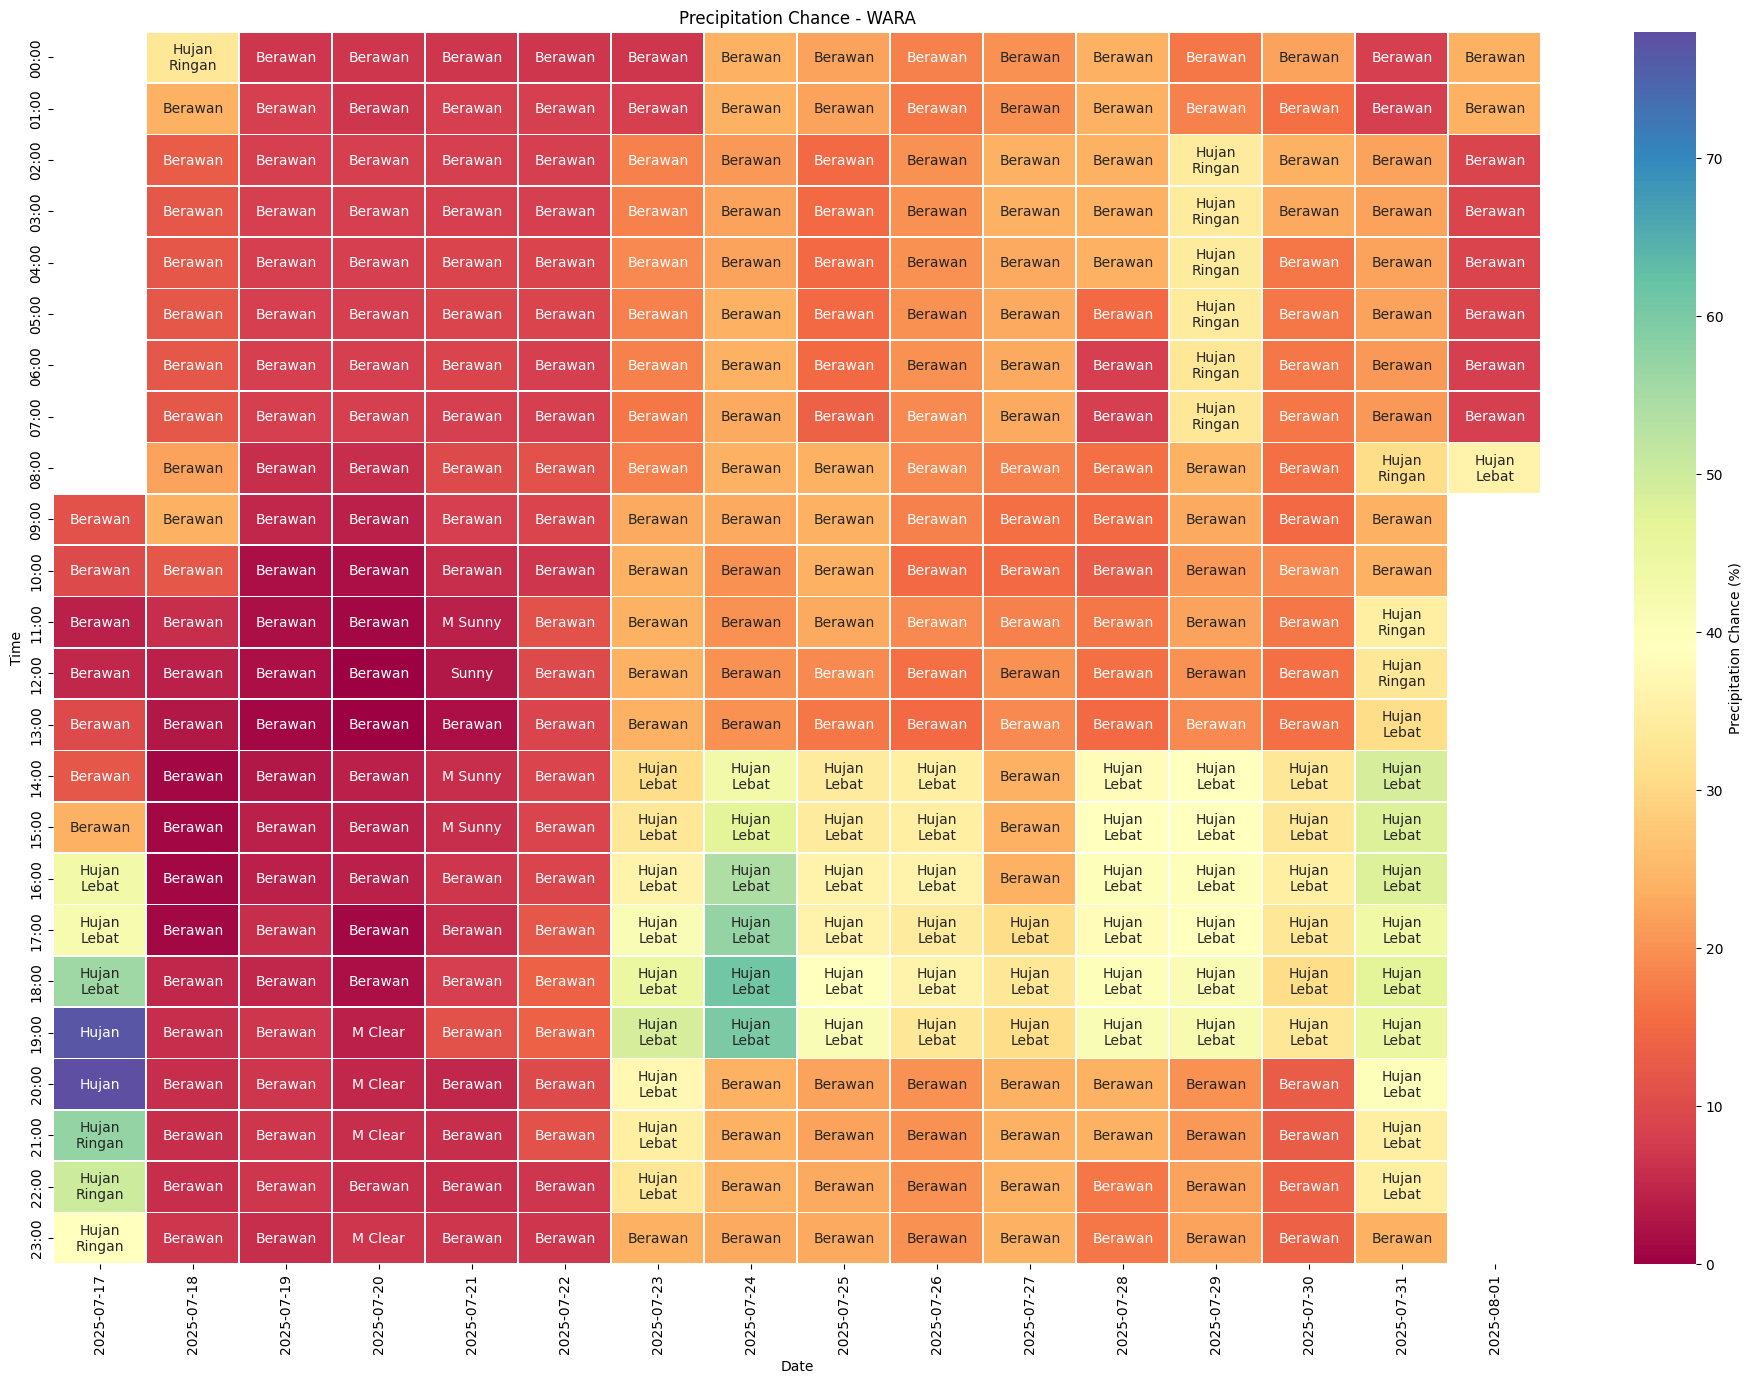 Precipitation Chance - WARA
00:00 Hujan Ringan Berawan Berawan Berawan Berawan Berawan Berawan Berawan Berawan Berawan Berawan Berawan Berawan Berawan Berawan
01:00 Berawan Berawan Berawan Berawan Berawan Berawan Berawan Berawan Berawan Berawan Berawan Berawan Berawan Berawan Berawan
02:00 Berawan Berawan Berawan Berawan Berawan Berawan Berawan Berawan Berawan Berawan Berawan Hujan Ringan Berawan Berawan Berawan
03:00 Berawan Berawan Berawan Berawan Berawan Berawan Berawan Berawan Berawan Berawan Berawan Hujan Ringan Berawan Berawan Berawan
04:00 Berawan Berawan Berawan Berawan Berawan Berawan Berawan Berawan Berawan Berawan Berawan Hujan Ringan Berawan Berawan Berawan
05:00 Berawan Berawan Berawan Berawan Berawan Berawan Berawan Berawan Berawan Berawan Berawan Hujan Ringan Berawan Berawan Berawan
06:00 Berawan Berawan Berawan Berawan Berawan Berawan Berawan Berawan Berawan Berawan Berawan Hujan Ringan Berawan Berawan Berawan
07:00 Berawan Berawan Berawan Berawan Berawan Berawan Berawan Berawan Berawan Berawan Berawan Hujan Ringan Berawan Berawan Berawan
08:00 Berawan Berawan Berawan Berawan Berawan Berawan Berawan Berawan Berawan Berawan Berawan Berawan Berawan Hujan Ringan Hujan Lebat
09:00 Berawan Berawan Berawan Berawan Berawan Berawan Berawan Berawan Berawan Berawan Berawan Berawan Berawan Berawan Berawan
10:00 Berawan Berawan Berawan Berawan Berawan Berawan Berawan Berawan Berawan Berawan Berawan Berawan Berawan Berawan Berawan
11:00 Berawan Berawan Berawan Berawan M Sunny Berawan Berawan Berawan Berawan Berawan Berawan Berawan Berawan Berawan Hujan Ringan
12:00 Berawan Berawan Berawan Berawan Sunny Berawan Berawan Berawan Berawan Berawan Berawan Berawan Berawan Berawan Hujan Ringan
13:00 Berawan Berawan Berawan Berawan Berawan Berawan Berawan Berawan Berawan Berawan Berawan Berawan Berawan Berawan Hujan Lebat
14:00 Berawan Berawan Berawan Berawan M Sunny Berawan Hujan Lebat Hujan Lebat Hujan Lebat Hujan Lebat Berawan Hujan Lebat Hujan Lebat Hujan Lebat Hujan Lebat
15:00 Berawan Berawan Berawan Berawan M Sunny Berawan Hujan Lebat Hujan Lebat Hujan Lebat Hujan Lebat Berawan Hujan Lebat Hujan Lebat Hujan Lebat Hujan Lebat
16:00 Hujan Lebat Berawan Berawan Berawan Berawan Berawan Hujan Lebat Hujan Lebat Hujan Lebat Hujan Lebat Berawan Hujan Lebat Hujan Lebat Hujan Lebat Hujan Lebat
17:00 Hujan Lebat Berawan Berawan Berawan Berawan Berawan Hujan Lebat Hujan Lebat Hujan Lebat Hujan Lebat Hujan Lebat Hujan Lebat Hujan Lebat Hujan Lebat Hujan Lebat
18:00 Hujan Lebat Berawan Berawan Berawan Berawan Berawan Hujan Lebat Hujan Lebat Hujan Lebat Hujan Lebat Hujan Lebat Hujan Lebat Hujan Lebat Hujan Lebat Hujan Lebat
19:00 Hujan Berawan Berawan M Clear Berawan Berawan Hujan Lebat Hujan Lebat Hujan Lebat Hujan Lebat Hujan Lebat Hujan Lebat Hujan Lebat Hujan Lebat Hujan Lebat
20:00 Hujan Berawan Berawan M Clear Berawan Berawan Hujan Lebat Berawan Berawan Berawan Berawan Berawan Berawan Berawan Hujan Lebat
21:00 Hujan Ringan Berawan Berawan M Clear Berawan Berawan Hujan Lebat Berawan Berawan Berawan Berawan Berawan Berawan Berawan Hujan Lebat
22:00 Hujan Ringan Berawan Berawan Berawan Berawan Berawan Hujan Lebat Berawan Berawan Berawan Berawan Berawan Berawan Berawan Hujan Lebat
23:00 Hujan Ringan Berawan Berawan M Clear Berawan Berawan Berawan Berawan Berawan Berawan Berawan Berawan Berawan Berawan Berawan
2025-07-17 2025-07-18 2025-07-19 2025-07-20 2025-07-21 2025-07-22 2025-07-23 2025-07-24 2025-07-25 2025-07-26 2025-07-27 2025-07-28 2025-07-29 2025-07-30 2025-07-31 2025-08-01
Date
Time
70
60
50
40
30
20
10
0
Precipitation Chance (%)